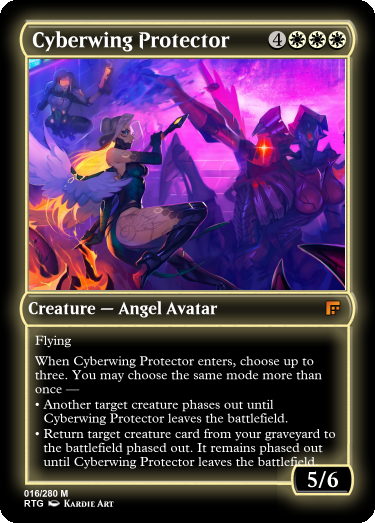 Cyberwing Protector 4
Creature — Angel Avatar
Flying
When Cyberwing Protector enters, choose up to
three. You may choose the same mode more than
once —
• Another target creature phases out until
Cyberwing Protector leaves the battlefield.
• Return target creature card from your graveyard to
the battlefield phased out. It remains phased out
until Cyberwing Protector leaves the battlefield.
5/6
016/280 M
RTG Kardie Art